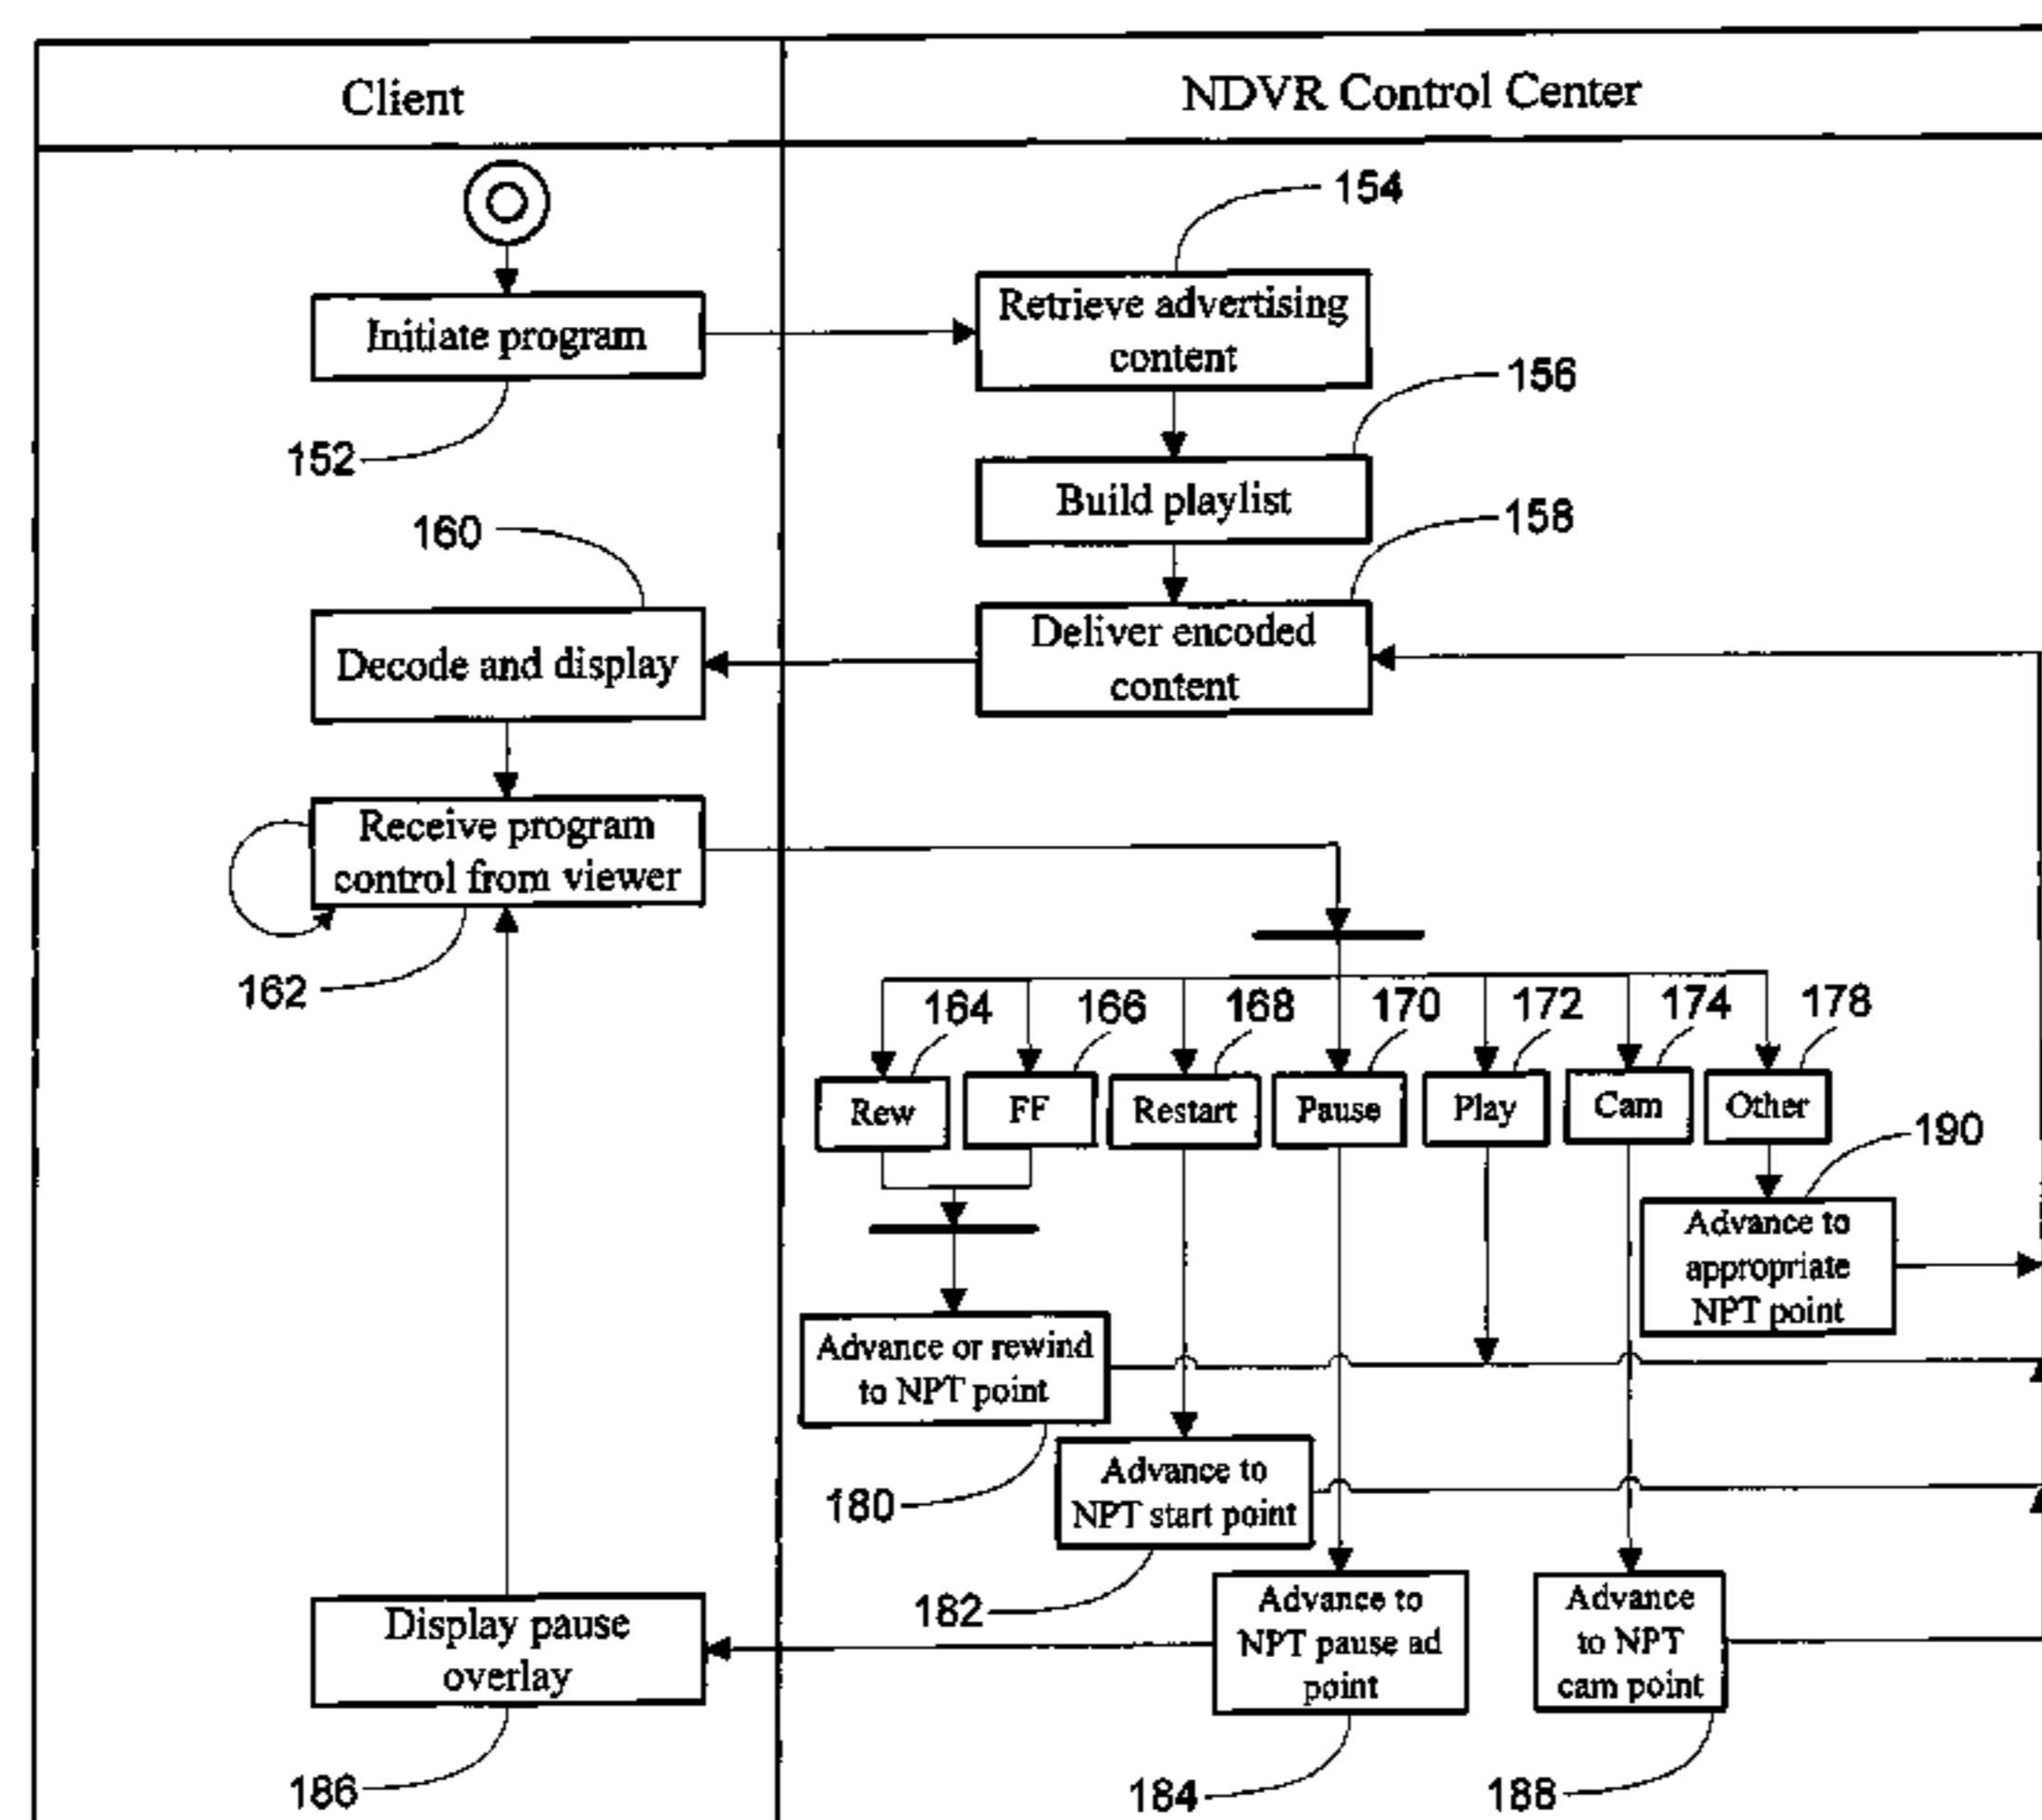 Client
NDVR Control Center
154
Initiate program
Retrieve advertising
content
152
156
Build playlist
160
158
Decode and display
Deliver encoded
content
Receive program
control from viewer
162
164
166
168
170
172
174
178
Rew
FF
Restart
Pause
Play
Cam
Other
190
Advance to
appropriate
NPT point
Advance or rewind
to NPT point
180
Advance to
NPT start point
182
Display pause
overlay
Advance to
NPT pause ad
point
Advance
to NPT
cam point
186
184
188